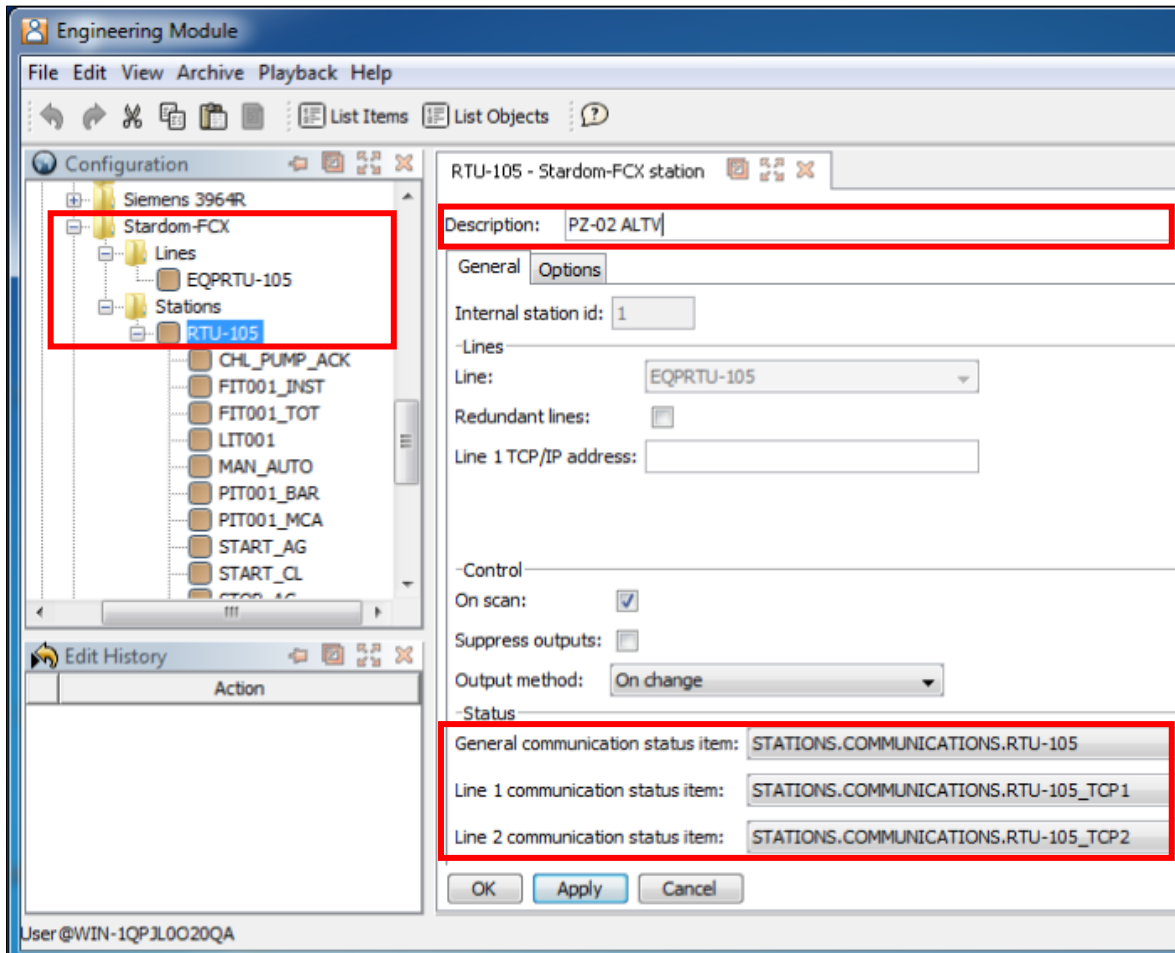 Engineering Module
File Edit View Archive Playback Help
List Items List Objects
Configuration
Siemens 3964R
Stardom-FCX
Lines
EQPRTU-105
Stations
RTU-105
CHL_PUMP_ACK
FIT001_INST
FIT001_TOT
LIT001
MAN_AUTO
PIT001_BAR
PIT001_MCA
START_AG
START_CL
STOP_AG
Edit History
Action
RTU-105 - Stardom-FCX station
Description: PZ-02 ALTV
General Options
Internal station id: 1
Lines
Line: EQPRTU-105
Redundant lines:
Line 1 TCP/IP address:
Control
On scan:
Suppress outputs:
Output method: On change
Status
General communication status item: STATIONS.COMMUNICATIONS.RTU-105
Line 1 communication status item: STATIONS.COMMUNICATIONS.RTU-105_TCP1
Line 2 communication status item: STATIONS.COMMUNICATIONS.RTU-105_TCP2
OK Apply Cancel
User@WIN-1QPJL0O20QA